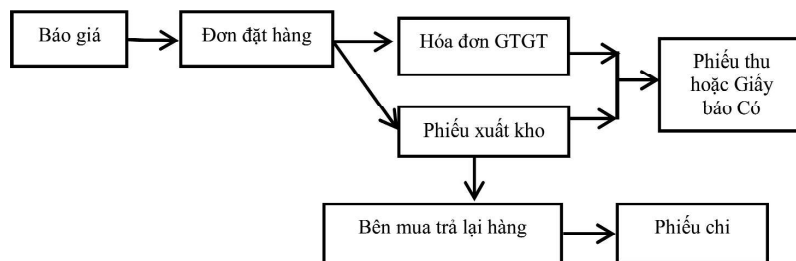 Báo giá
Đơn đặt hàng
Hóa đơn GTGT
Phiếu thu
hoặc Giấy
báo Có
Phiếu xuất kho
Bên mua trả lại hàng
Phiếu chi